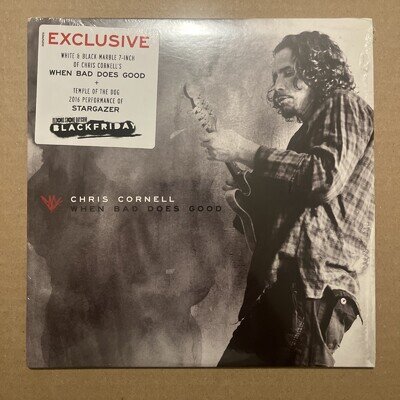 EXCLUSIVE
WHITE & BLACK MARBLE 7-INCH
OF CHRIS CORNELL'S
WHEN BAD DOES GOOD
+
TEMPLE OF THE DOG
2016 PERFORMANCE OF
STARGAZER
BLACKFRIDAY
CHRIS CORNELL
WHEN BAD DOES GOOD